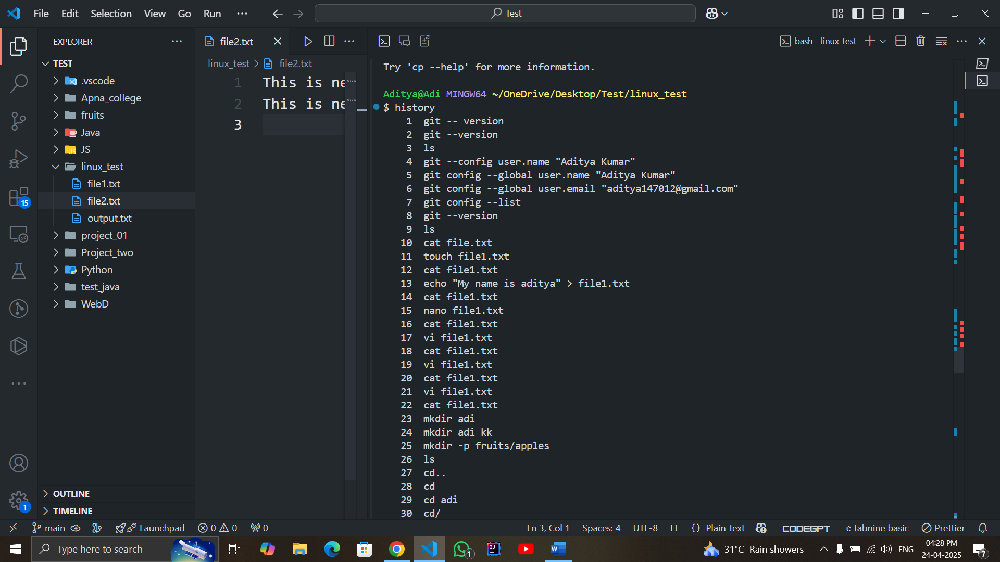 File Edit Selection View Go Run ··· Test
EXPLORER
TEST
.vscode
Apna_college
fruits
Java
JS
linux_test
file1.txt
file2.txt
output.txt
project_01
Project_two
Python
test_java
WebD
OUTLINE
TIMELINE
15
1
file2.txt
linux_test > file2.txt
1 This is ne
2 This is ne
3
bash - linux_test
Try 'cp --help' for more information.
Aditya@Adi MINGW64 ~/OneDrive/Desktop/Test/linux_test
$ history
1 git -- version
2 git --version
3 ls
4 git --config user.name "Aditya Kumar"
5 git config --global user.name "Aditya Kumar"
6 git config --global user.email "aditya147012@gmail.com"
7 git config --list
8 git --version
9 ls
10 cat file.txt
11 touch file1.txt
12 cat file1.txt
13 echo "My name is aditya" > file1.txt
14 cat file1.txt
15 nano file1.txt
16 cat file1.txt
17 vi file1.txt
18 cat file1.txt
19 vi file1.txt
20 cat file1.txt
21 vi file1.txt
22 cat file1.txt
23 mkdir adi
24 mkdir adi kk
25 mkdir -p fruits/apples
26 ls
27 cd..
28 cd
29 cd adi
30 cd/
main Launchpad 0 0 0 Ln 3, Col 1 Spaces: 4 UTF-8 LF {} Plain Text CODEGPT tabnine basic Prettier
Type here to search 1 31°C Rain showers ENG 04:28 PM
24-04-2025 7